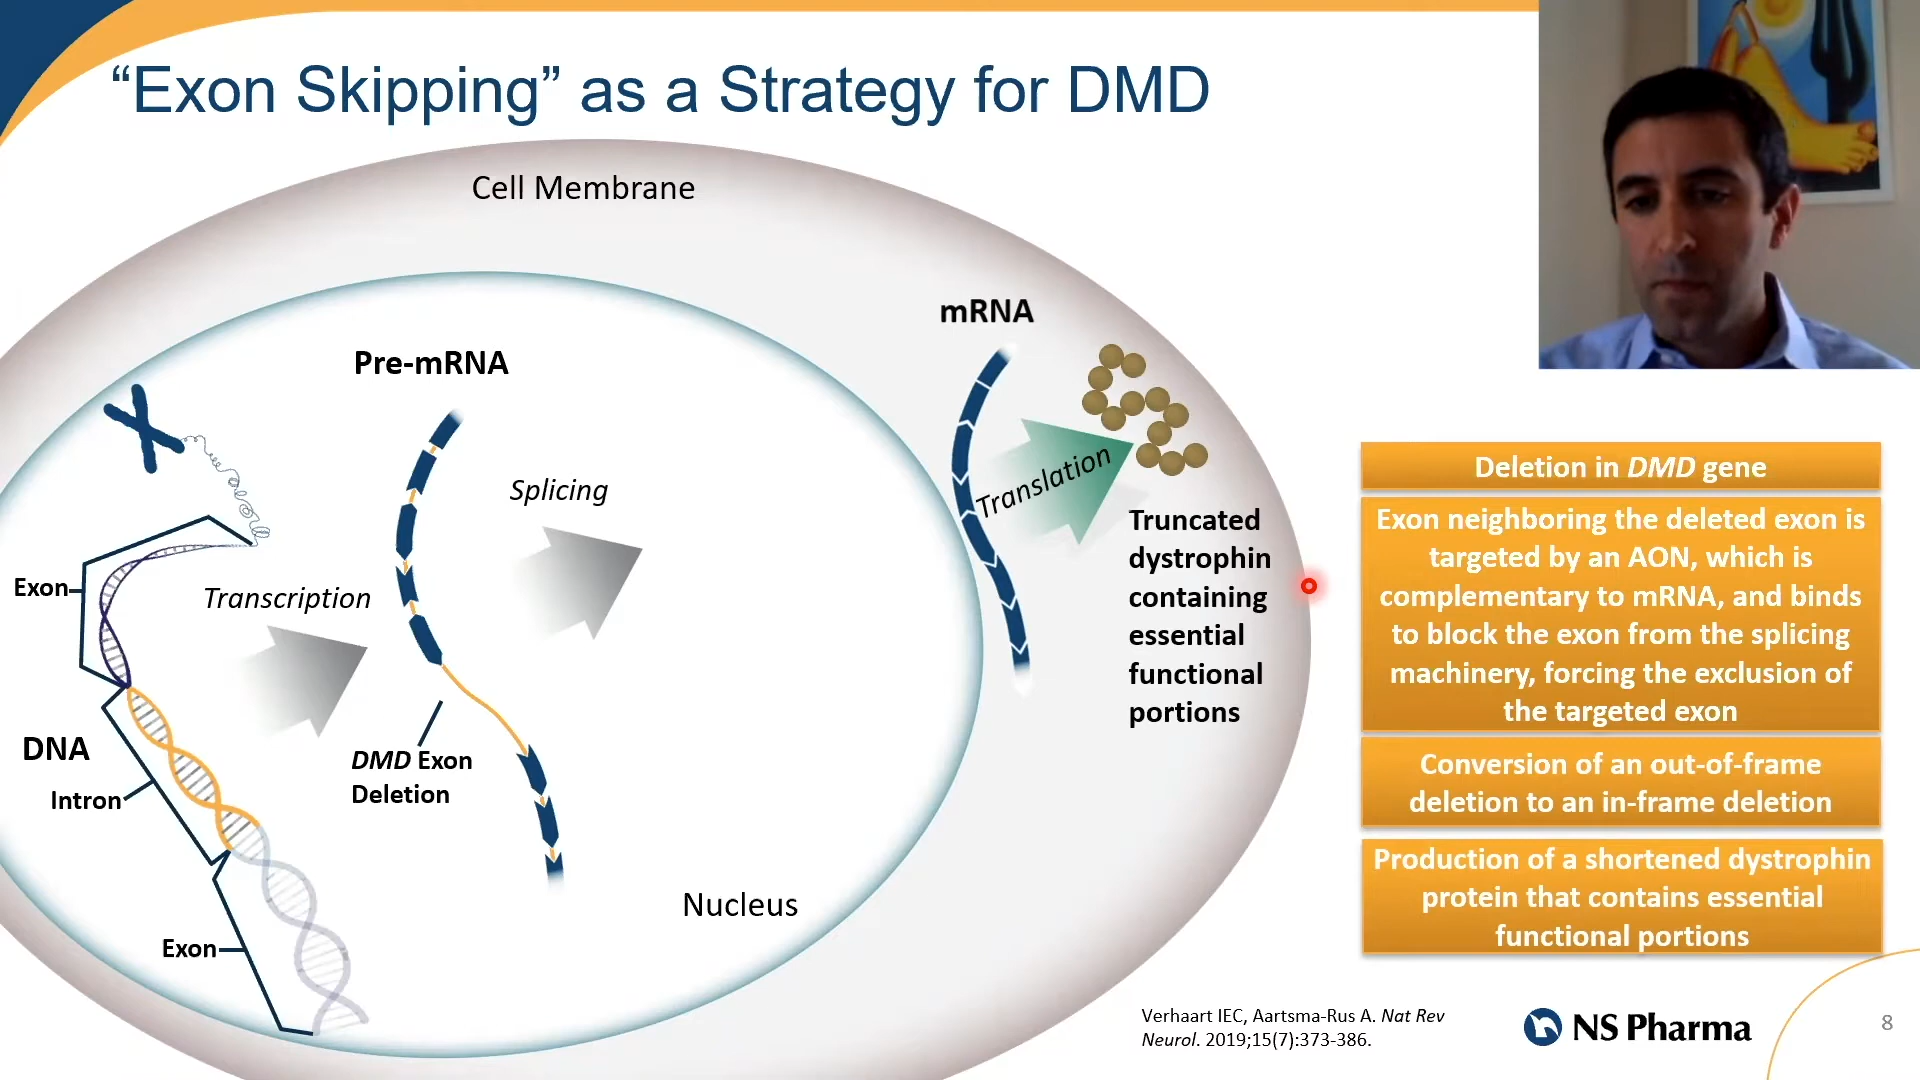 “Exon Skipping” as a Strategy for DMD
Cell Membrane
mRNA
Pre-mRNA
Splicing
Translation
Exon
Transcription
Truncated
dystrophin
containing
essential
functional
portions
DNA
Intron
DMD Exon
Deletion
Nucleus
Exon
Deletion in DMD gene
Exon neighboring the deleted exon is
targeted by an AON, which is
complementary to mRNA, and binds
to block the exon from the splicing
machinery, forcing the exclusion of
the targeted exon
Conversion of an out-of-frame
deletion to an in-frame deletion
Production of a shortened dystrophin
protein that contains essential
functional portions
Verhaart IEC, Aartsma-Rus A. Nat Rev
Neurol. 2019;15(7):373-386.
NS Pharma
8